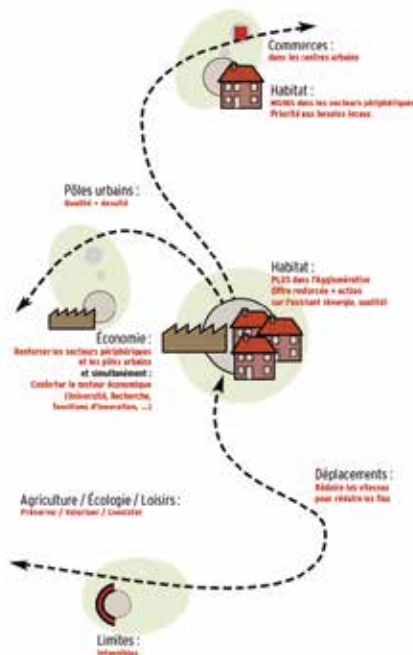 Commerces :
dans les centres urbains
Habitat :
MOINS dans les secteurs périphériques
Priorité aux besoins locaux
Pôles urbains :
Qualité + densité
Habitat :
PLUS dans l'Agglomération
Offre renforcée + action
sur l'existant (énergie, qualité)
Économie :
Renforcer les secteurs périphériques
et les pôles urbains
et simultanément :
Conforter le moteur économique
(Université, Recherche,
fonctions d'innovation, ...)
Déplacements :
Réduire les vitesses
pour réduire les flux
Agriculture / Écologie / Loisirs :
Préserver / Valoriser / Coexister
Limites :
Intangibles